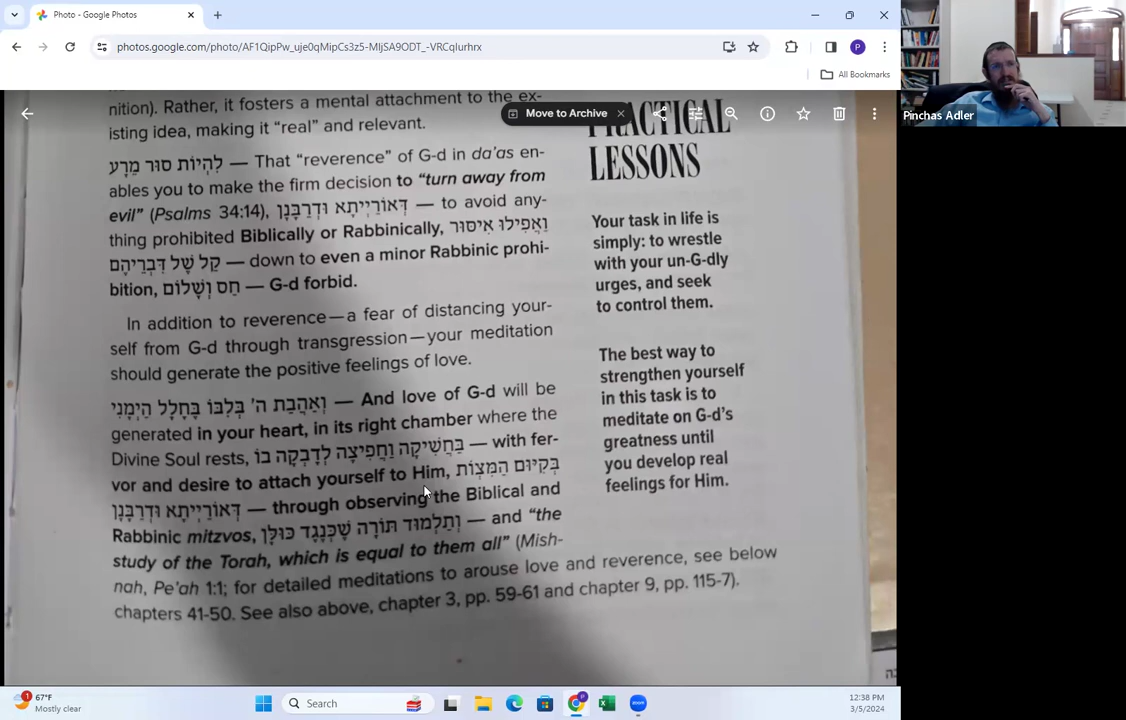 Photo - Google Photos
photos.google.com/photo/AF1QipPw_uje0qMipCs3z5-MIjSA9ODT_-VRCqlurhrx
All Bookmarks
Move to Archive
Pinchas Adler
nition). Rather, it fosters a mental attachment to the ex-
isting idea, making it “real” and relevant.
לִהְיוֹת סוּר מֵרָע — That “reverence” of G-d in da’as en-
ables you to make the firm decision to “turn away from
evil” (Psalms 34:14), דְּאוֹרַיְיתָא וּדְרַבָּנָן — to avoid any-
thing prohibited Biblically or Rabbinically, וַאֲפִילוּ אִיסוּר
קַל שֶׁל דִּבְרֵיהֶם — down to even a minor Rabbinic prohi-
bition, חַס וְשָׁלוֹם — G-d forbid.
In addition to reverence—a fear of distancing your-
self from G-d through transgression—your meditation
should generate the positive feelings of love.
וְאַהֲבַת ה' בְּלִבּוֹ בֶּחָלָל הַיְמָנִי — And love of G-d will be
generated in your heart, in its right chamber where the
Divine Soul rests, בַּחֲשִׁיקָה וַחֲפִיצָה לְדָבְקָה בוֹ — with fer-
vor and desire to attach yourself to Him, בְּקִיּוּם הַמִּצְוֹת
דְּאוֹרַיְיתָא וּדְרַבָּנָן — through observing the Biblical and
Rabbinic mitzvos, וְתַלְמוּד תּוֹרָה שֶׁכְּנֶגֶד כּוּלָּן — and “the
study of the Torah, which is equal to them all” (Mish-
nah, Pe’ah 1:1; for detailed meditations to arouse love and reverence, see below
chapters 41-50. See also above, chapter 3, pp. 59-61 and chapter 9, pp. 115-7).
PRACTICAL
LESSONS
Your task in life is
simply: to wrestle
with your un-G-dly
urges, and seek
to control them.
The best way to
strengthen yourself
in this task is to
meditate on G-d’s
greatness until
you develop real
feelings for Him.
67°F
Mostly clear
Search
12:38 PM
3/5/2024